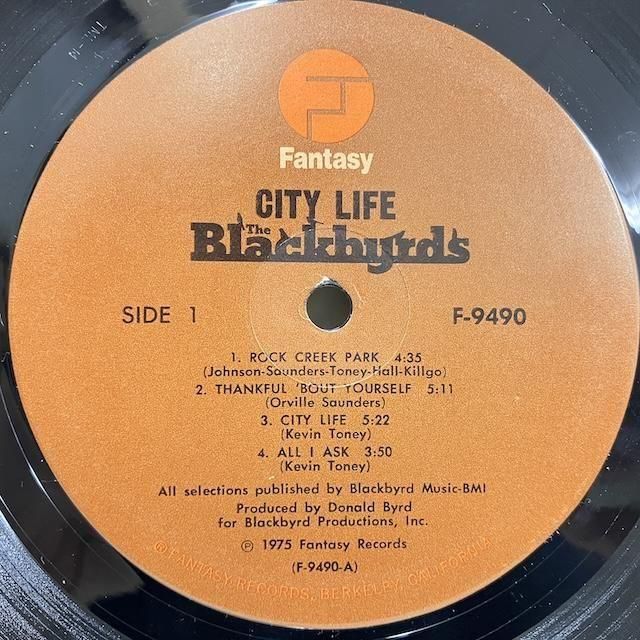 Fantasy
CITY LIFE
The
Blackbyrds
SIDE 1
F-9490
1. ROCK CREEK PARK 4:35
(Johnson-Saunders-Toney-Hall-Killgo)
2. THANKFUL 'BOUT YOURSELF 5:11
(Orville Saunders)
3. CITY LIFE 5:22
(Kevin Toney)
4. ALL I ASK 3:50
(Kevin Toney)
All selections published by Blackbyrd Music-BMI
Produced by Donald Byrd
for Blackbyrd Productions, Inc.
℗ 1975 Fantasy Records
(F-9490-A)
© FANTASY RECORDS, BERKELEY, CALIFORNIA